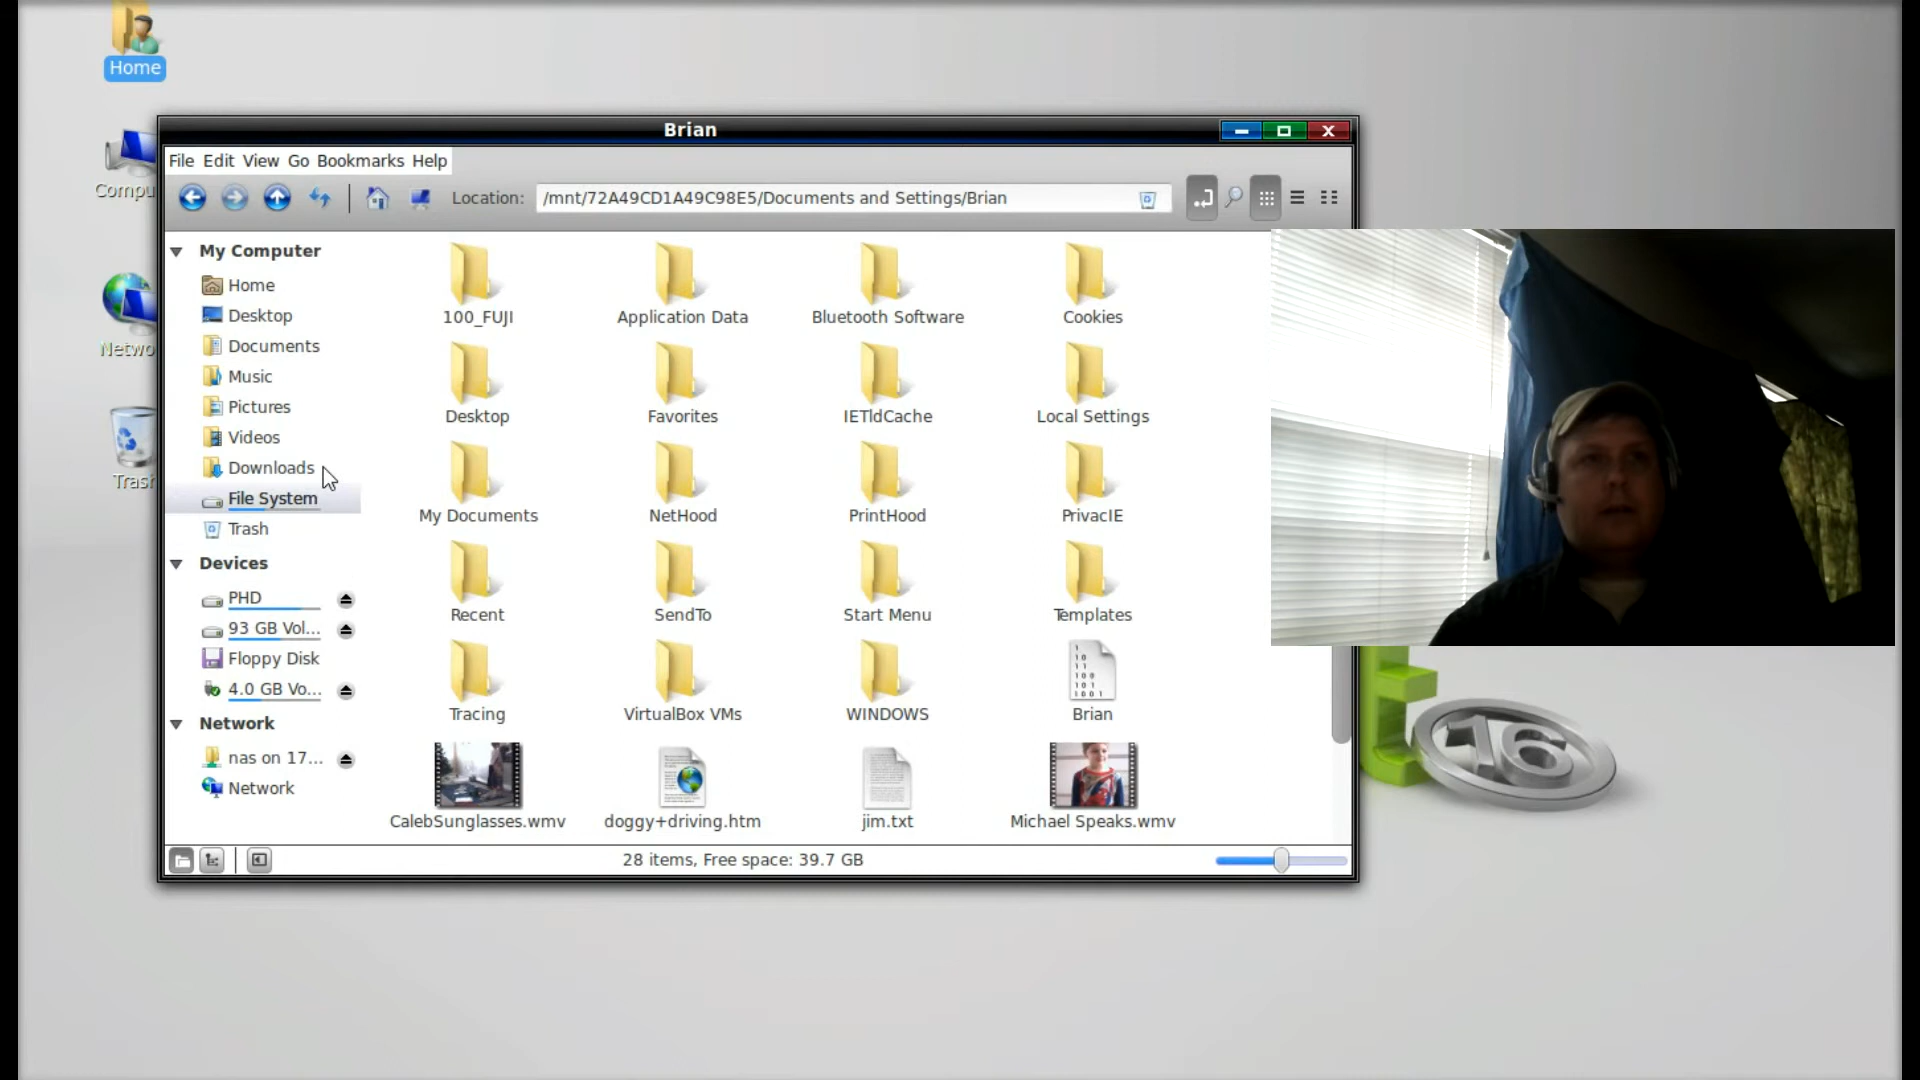 Home
Compu
Netwo
Trash
Brian
File Edit View Go Bookmarks Help
Location: /mnt/72A49CD1A49C98E5/Documents and Settings/Brian
My Computer
Home
Desktop
Documents
Music
Pictures
Videos
Downloads
File System
Trash
Devices
PHD
93 GB Vol...
Floppy Disk
4.0 GB Vo...
Network
nas on 17...
Network
100_FUJI
Application Data
Bluetooth Software
Cookies
Desktop
Favorites
IETldCache
Local Settings
My Documents
NetHood
PrintHood
PrivacIE
Recent
SendTo
Start Menu
Templates
Tracing
VirtualBox VMs
WINDOWS
Brian
CalebSunglasses.wmv
doggy+driving.htm
jim.txt
Michael Speaks.wmv
28 items, Free space: 39.7 GB
E
16